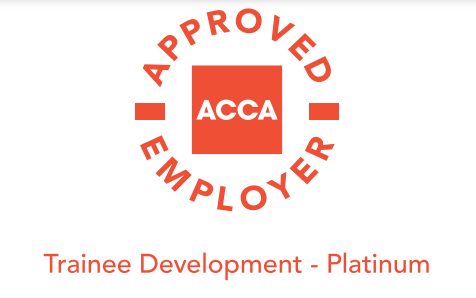 APPROVED
ACCA
EMPLOYER
Trainee Development - Platinum